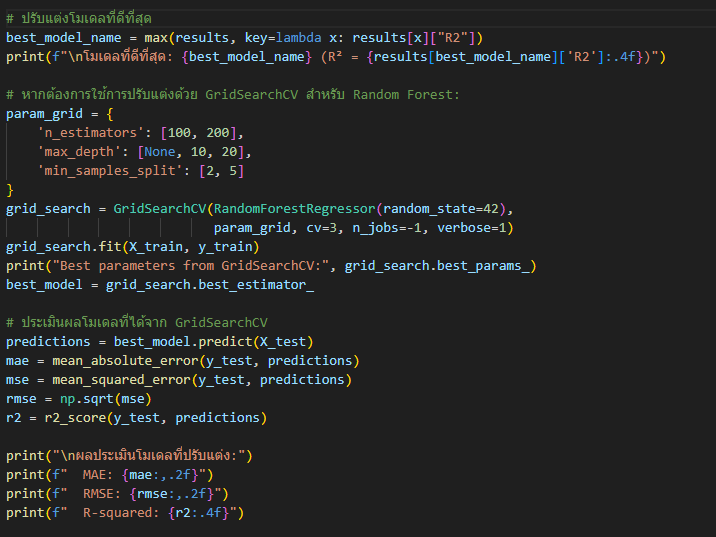 # ปรับแต่งโมเดลที่ดีที่สุด
best_model_name = max(results, key=lambda x: results[x]["R2"])
print(f"\nโมเดลที่ดีที่สุด: {best_model_name} (R² = {results[best_model_name]['R2']:.4f})")
# หากต้องการใช้การปรับแต่งด้วย GridSearchCV สำหรับ Random Forest:
param_grid = {
    'n_estimators': [100, 200],
    'max_depth': [None, 10, 20],
    'min_samples_split': [2, 5]
}
grid_search = GridSearchCV(RandomForestRegressor(random_state=42),
                           param_grid, cv=3, n_jobs=-1, verbose=1)
grid_search.fit(X_train, y_train)
print("Best parameters from GridSearchCV:", grid_search.best_params_)
best_model = grid_search.best_estimator_
# ประเมินผลโมเดลที่ได้จาก GridSearchCV
predictions = best_model.predict(X_test)
mae = mean_absolute_error(y_test, predictions)
mse = mean_squared_error(y_test, predictions)
rmse = np.sqrt(mse)
r2 = r2_score(y_test, predictions)
print("\nผลประเมินโมเดลที่ปรับแต่ง:")
print(f"  MAE: {mae:,.2f}")
print(f"  RMSE: {rmse:,.2f}")
print(f"  R-squared: {r2:.4f}")